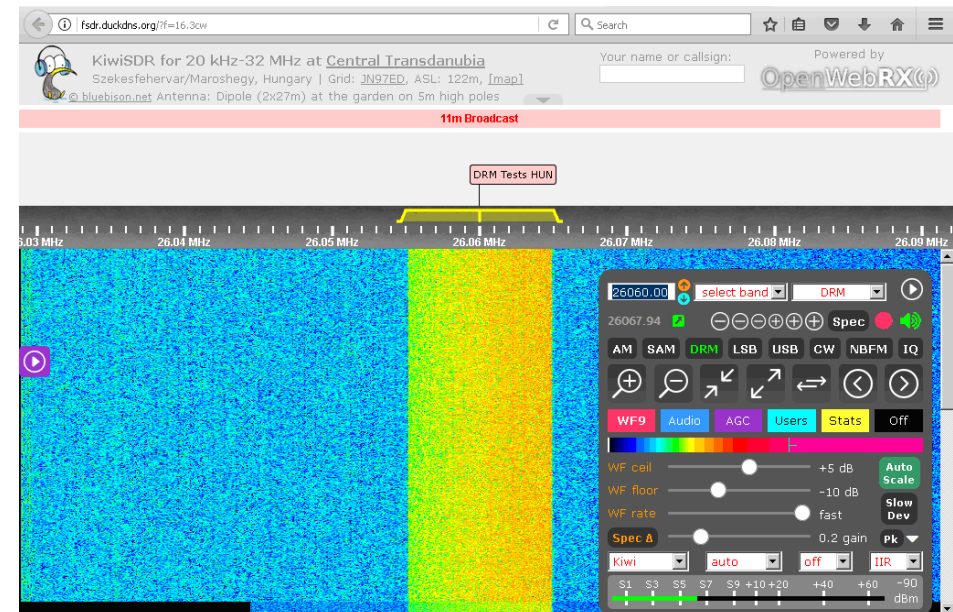 fsdr.duckdns.org/?f=16.3cw
Search
KiwiSDR for 20 kHz-32 MHz at Central Transdanubia
Szekesfehervar/Maroshegy, Hungary | Grid: JN97ED, ASL: 122m, [map]
© bluebison.net Antenna: Dipole (2x27m) at the garden on 5m high poles
Your name or callsign:
Powered by
OpenWebRX
11m Broadcast
DRM Tests HUN
6.03 MHz 26.04 MHz 26.05 MHz 26.06 MHz 26.07 MHz 26.08 MHz 26.09 MHz
26060.00 select band DRM
26067.94 Spec
AM SAM DRM LSB USB CW NBFM IQ
WF9 Audio AGC Users Stats Off
WF ceil +5 dB Auto Scale
WF floor -10 dB
WF rate fast Slow Dev
Spec Δ 0.2 gain Pk
Kiwi auto off IIR
S1 S3 S5 S7 S9 +10 +20 +40 +60 -90
dBm